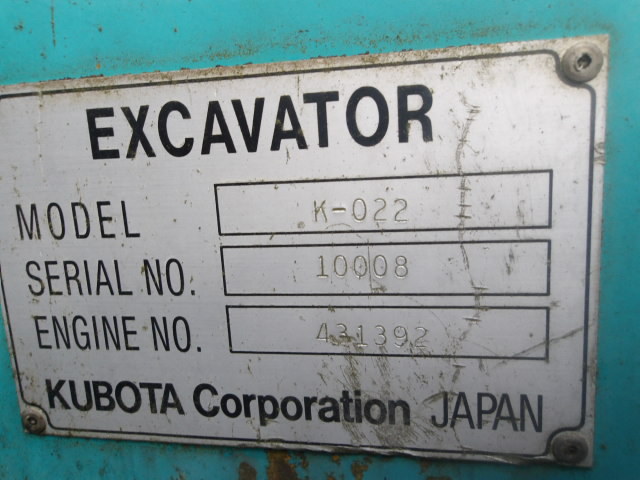 EXCAVATOR
MODEL K-022
SERIAL NO. 10008
ENGINE NO. 431392
KUBOTA Corporation JAPAN